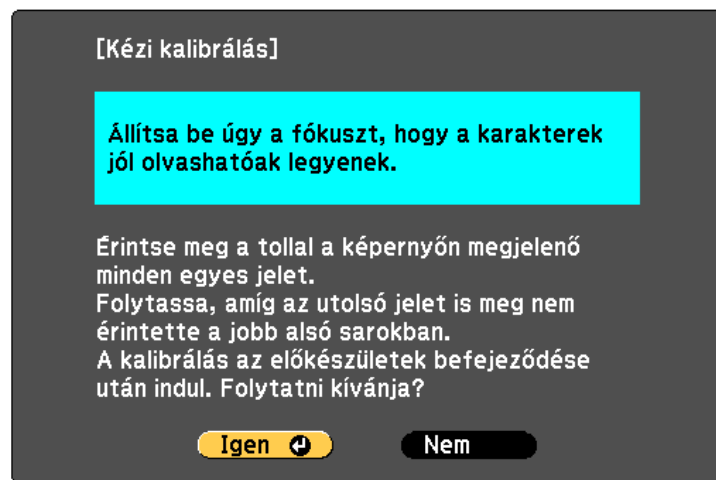 [Kézi kalibrálás]
Állítsa be úgy a fókuszt, hogy a karakterek
jól olvashatóak legyenek.
Érintse meg a tollal a képernyőn megjelenő
minden egyes jelet.
Folytassa, amíg az utolsó jelet is meg nem
érintette a jobb alsó sarokban.
A kalibrálás az előkészületek befejeződése
után indul. Folytatni kívánja?
Igen Nem